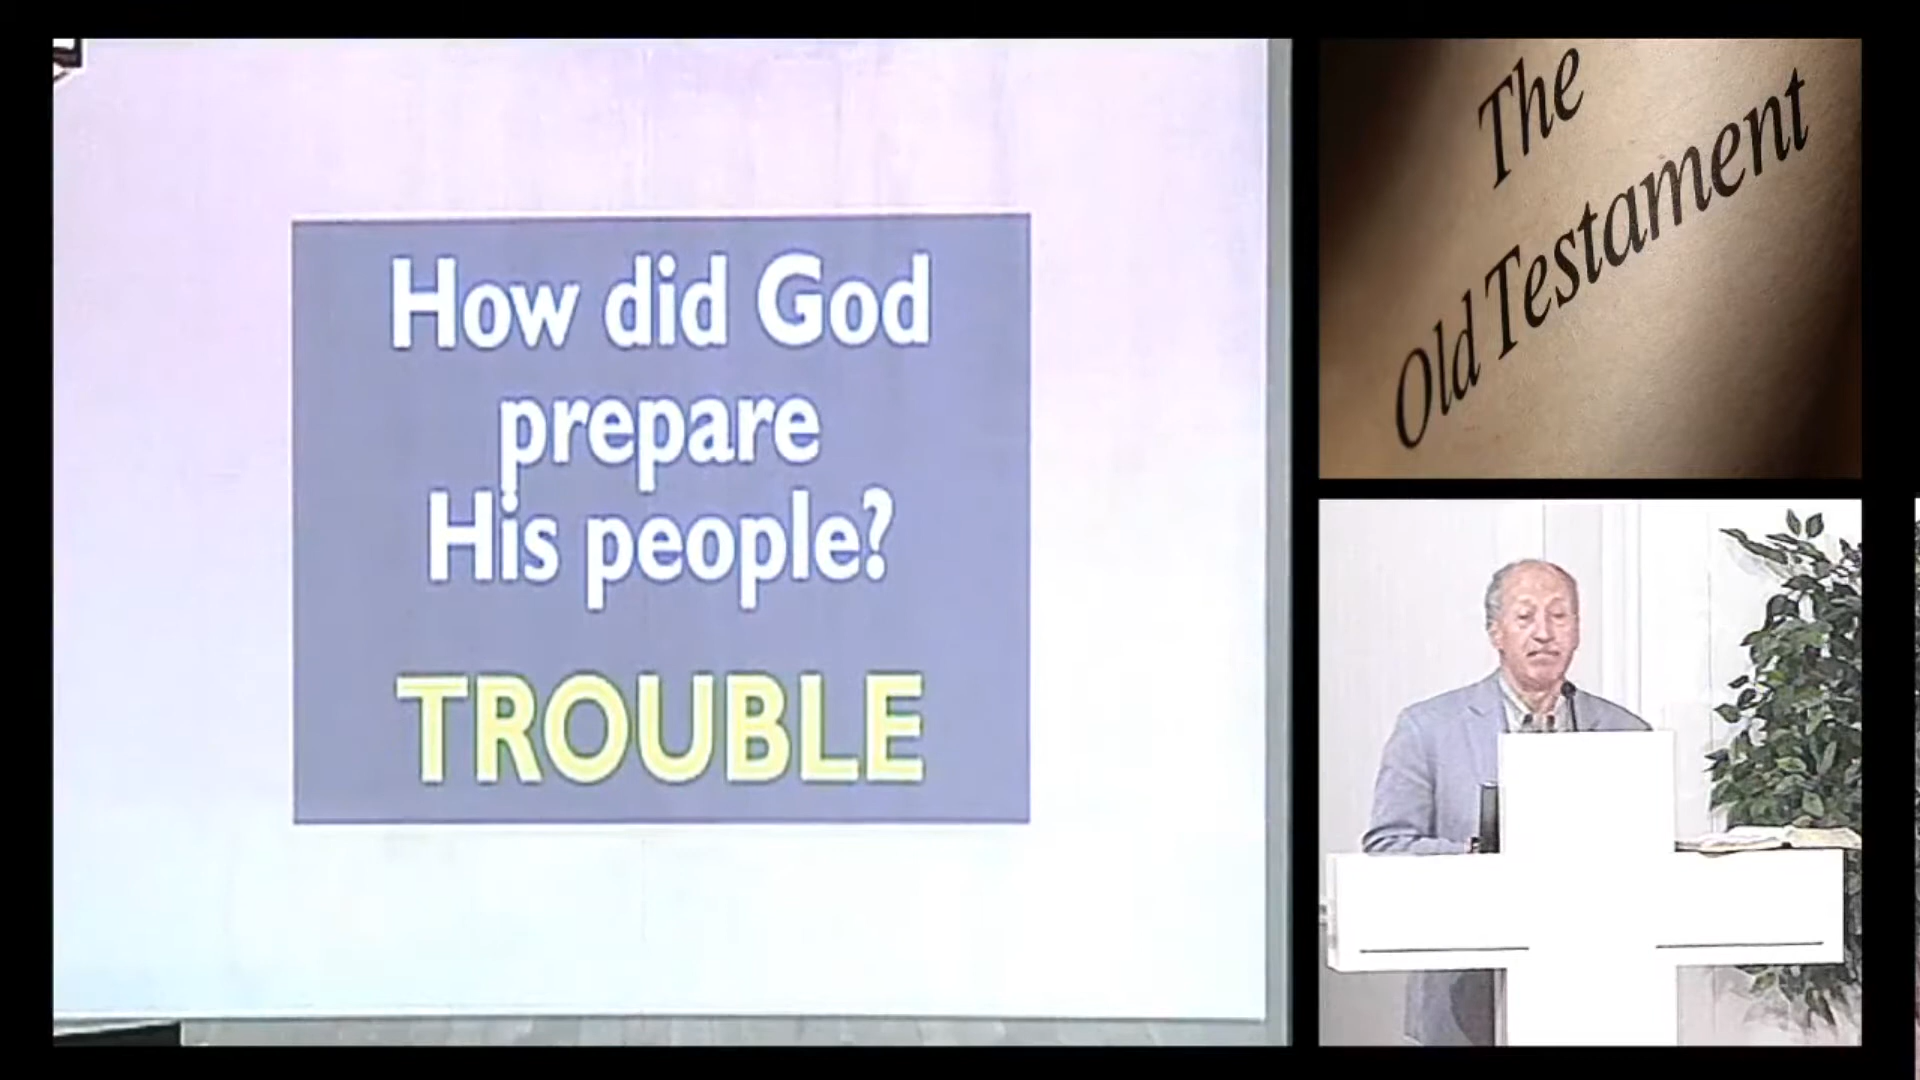 How did God
prepare
His people?
TROUBLE
The
Old Testament